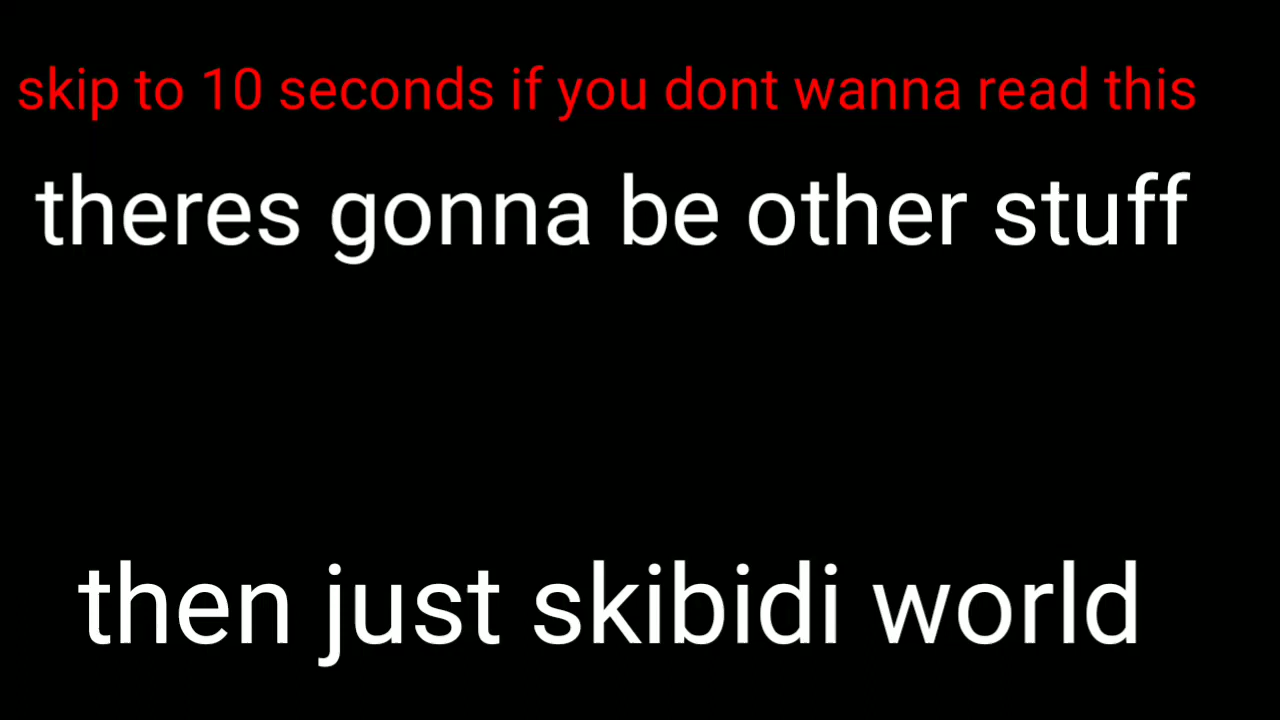 skip to 10 seconds if you dont wanna read this
theres gonna be other stuff
then just skibidi world